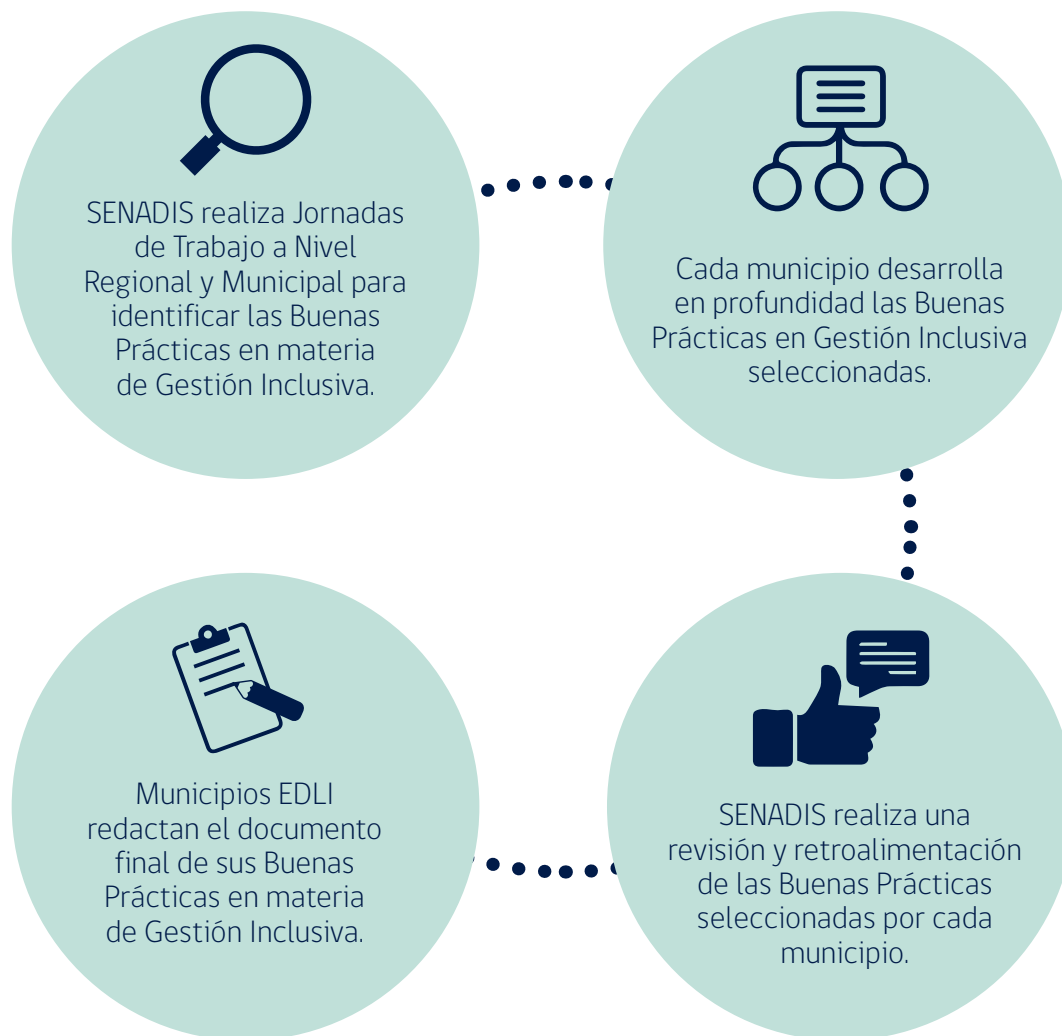 SENADIS realiza Jornadas
de Trabajo a Nivel
Regional y Municipal para
identificar las Buenas
Prácticas en materia
de Gestión Inclusiva.
Cada municipio desarrolla
en profundidad las Buenas
Prácticas en Gestión Inclusiva
seleccionadas.
SENADIS realiza una
revisión y retroalimentación
de las Buenas Prácticas
seleccionadas por cada
municipio.
Municipios EDLI
redactan el documento
final de sus Buenas
Prácticas en materia
de Gestión Inclusiva.